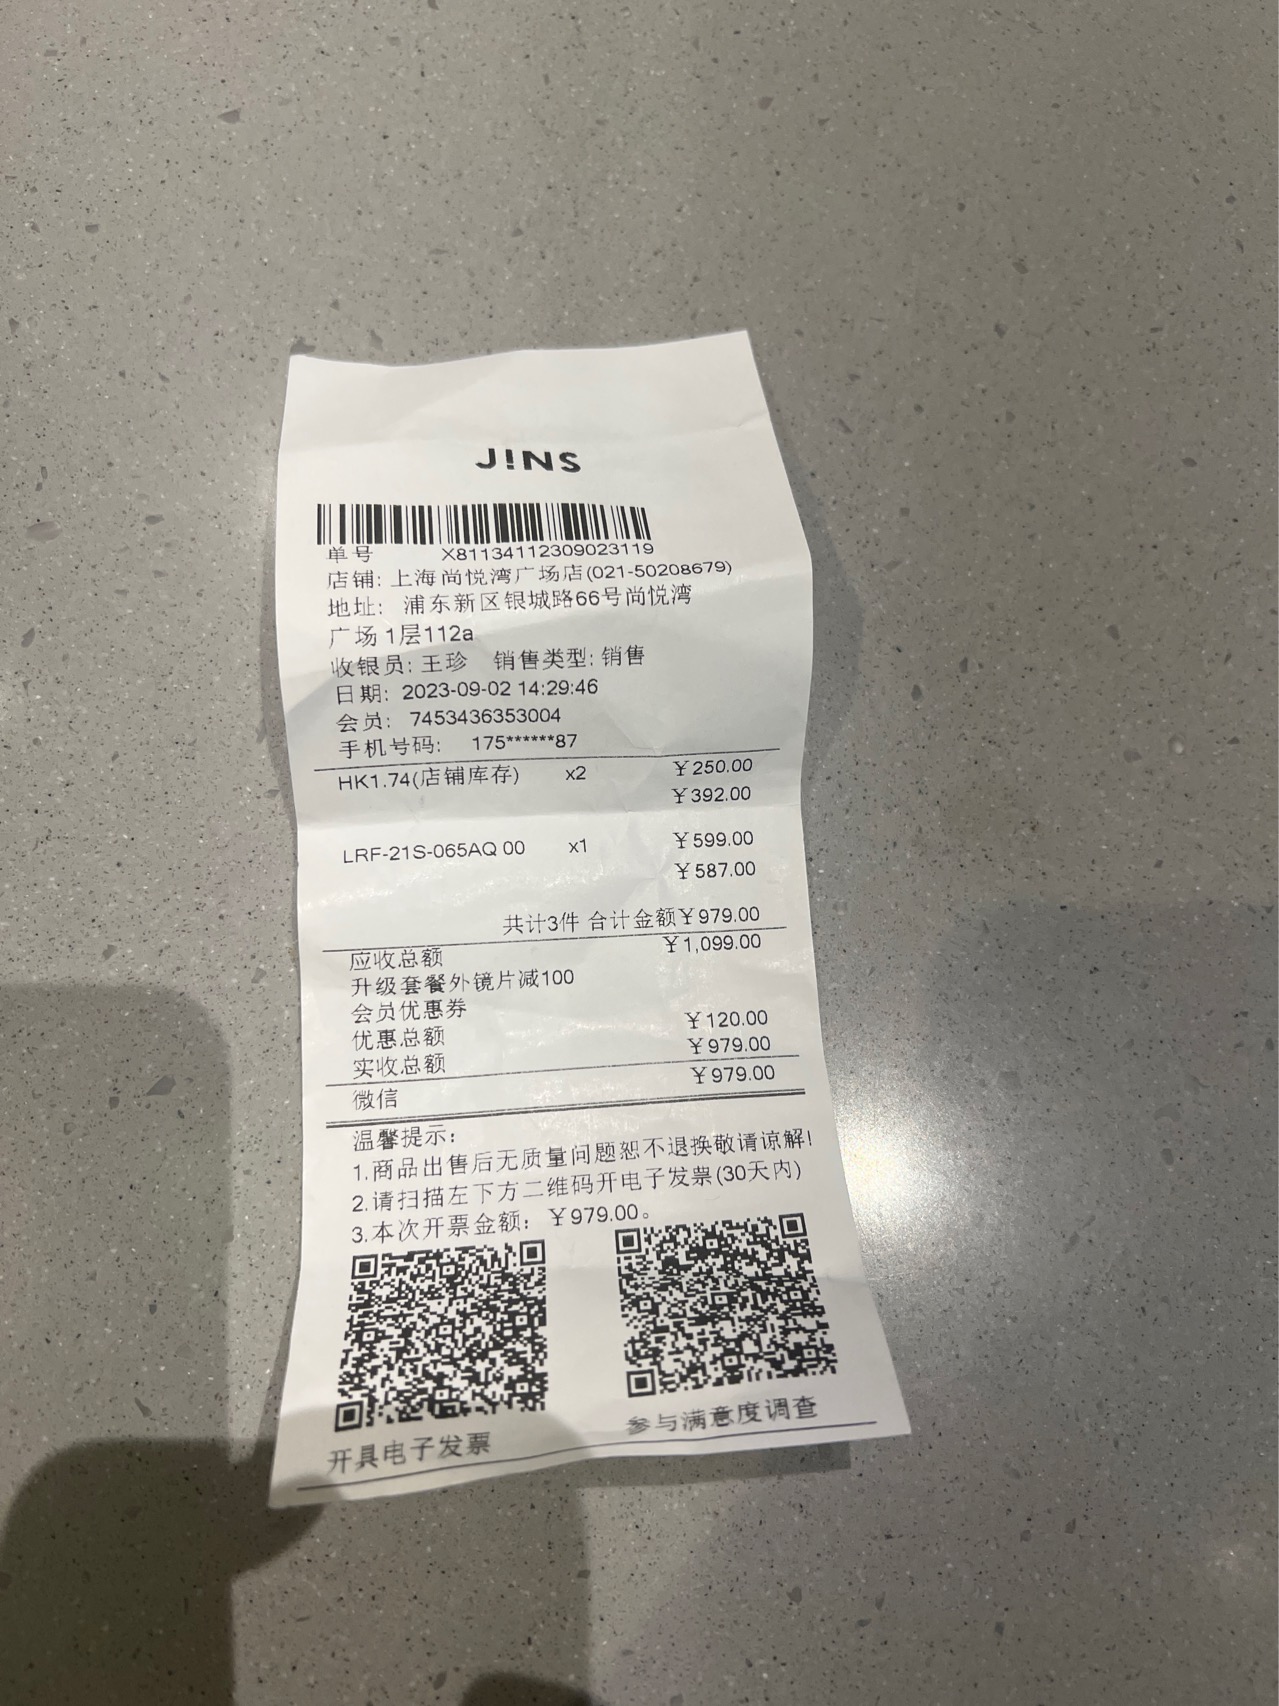 J!NS
单号 X811341123090231​19
店铺: 上海尚悦湾广场店(021-50208679)
地址: 浦东新区银城路66号尚悦湾
广场 1层112a
收银员: 王珍 销售类型: 销售
日期: 2023-09-02 14:29:46
会员: 7453436353004
手机号码: 175******87
HK1.74(店铺库存) x2 ¥250.00
¥392.00
LRF-21S-065AQ 00 x1 ¥599.00
¥587.00
共计3件 合计金额¥979.00
应收总额 ¥1,099.00
升级套餐外镜片减100
会员优惠券
优惠总额 ¥120.00
实收总额 ¥979.00
微信 ¥979.00
温馨提示:
1.商品出售后无质量问题恕不退换敬请谅解!
2.请扫描左下方二维码开电子发票(30天内)
3.本次开票金额: ¥979.00。
开具电子发票 参与满意度调查